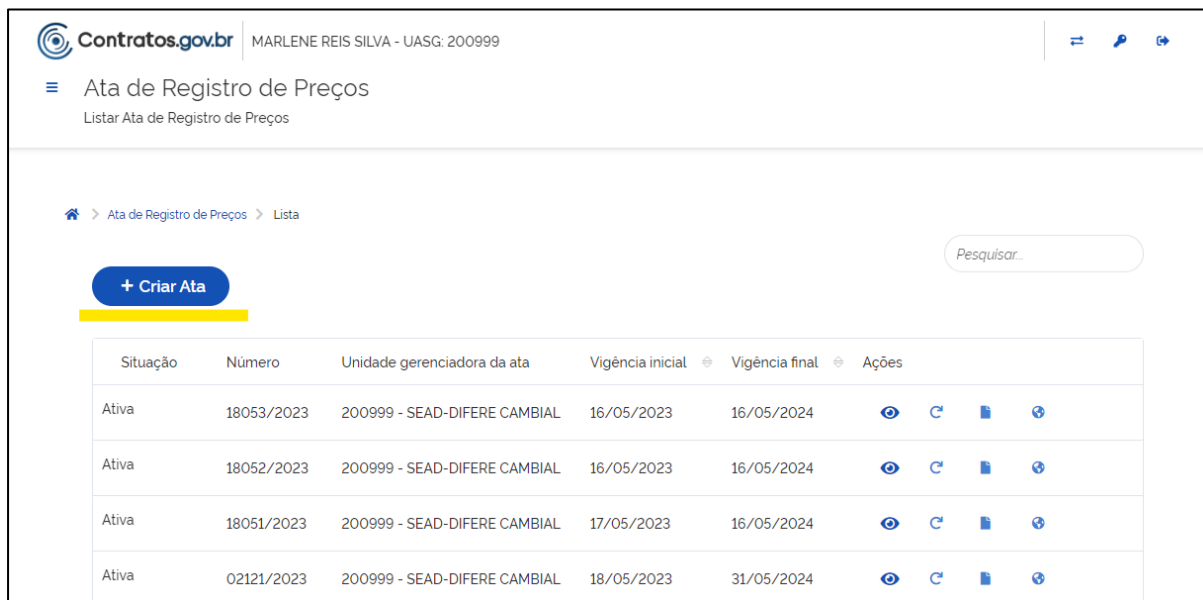 Contratos.gov.br MARLENE REIS SILVA - UASG: 200999
Ata de Registro de Preços
Listar Ata de Registro de Preços
Ata de Registro de Preços > Lista
Pesquisar...
+ Criar Ata
Situação Número Unidade gerenciadora da ata Vigência inicial Vigência final Ações
Ativa 18053/2023 200999 - SEAD-DIFERE CAMBIAL 16/05/2023 16/05/2024
Ativa 18052/2023 200999 - SEAD-DIFERE CAMBIAL 16/05/2023 16/05/2024
Ativa 18051/2023 200999 - SEAD-DIFERE CAMBIAL 17/05/2023 16/05/2024
Ativa 02121/2023 200999 - SEAD-DIFERE CAMBIAL 18/05/2023 31/05/2024